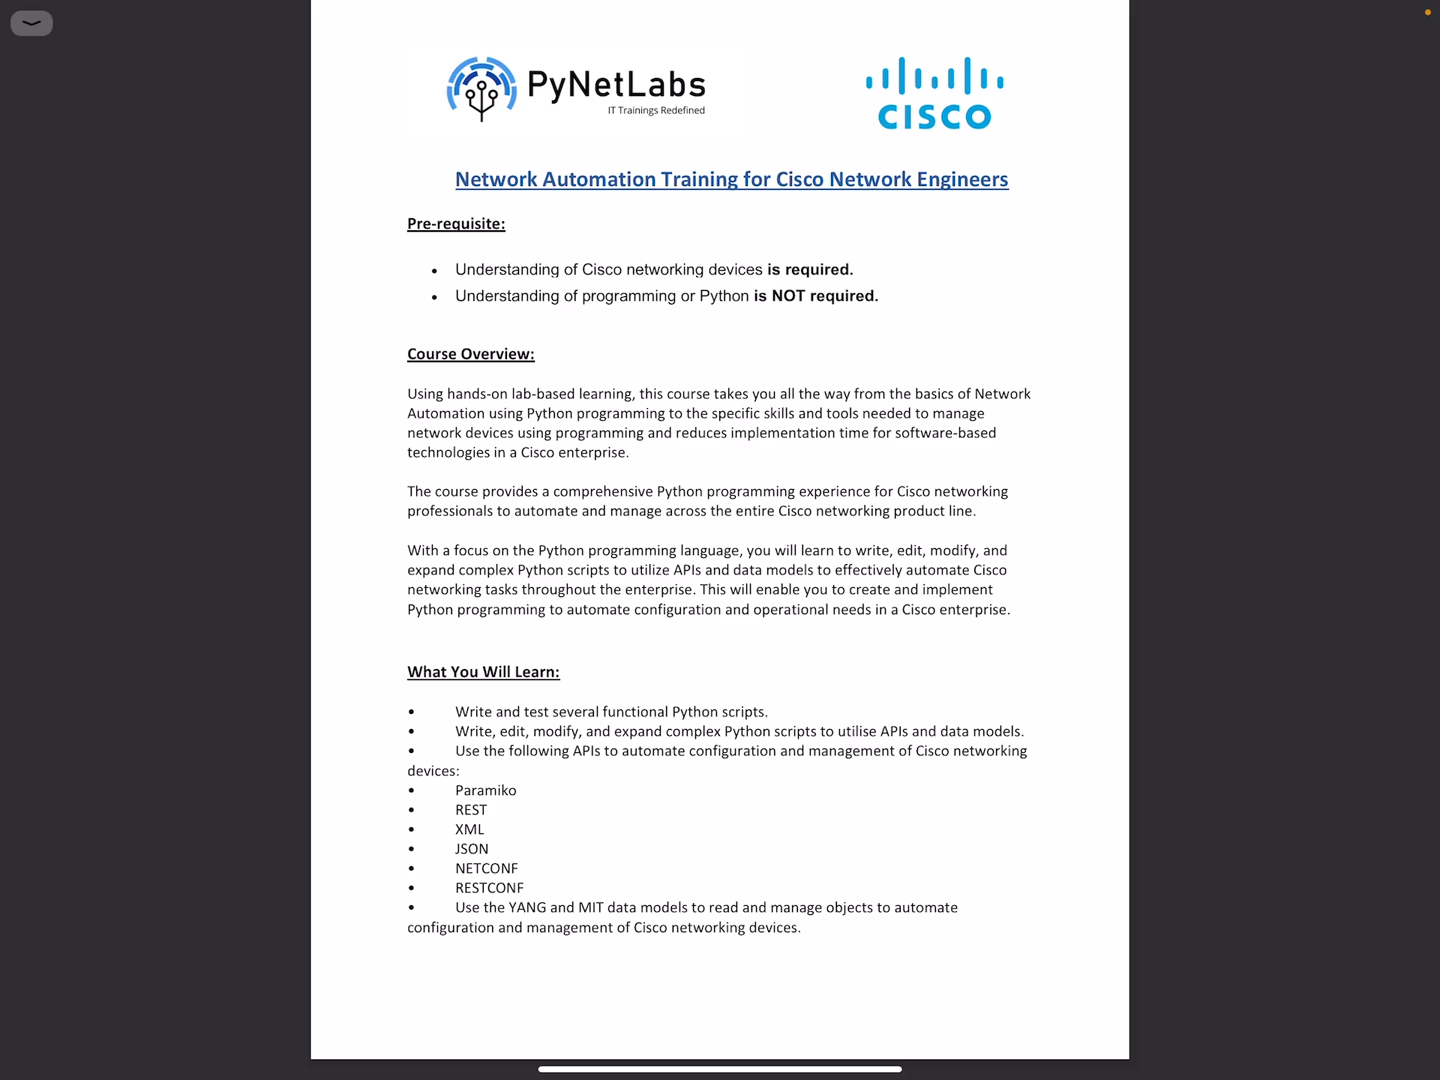 PyNetLabs
IT Trainings Redefined
CISCO
Network Automation Training for Cisco Network Engineers
Pre-requisite:
• Understanding of Cisco networking devices is required.
• Understanding of programming or Python is NOT required.
Course Overview:
Using hands-on lab-based learning, this course takes you all the way from the basics of Network
Automation using Python programming to the specific skills and tools needed to manage
network devices using programming and reduces implementation time for software-based
technologies in a Cisco enterprise.
The course provides a comprehensive Python programming experience for Cisco networking
professionals to automate and manage across the entire Cisco networking product line.
With a focus on the Python programming language, you will learn to write, edit, modify, and
expand complex Python scripts to utilize APIs and data models to effectively automate Cisco
networking tasks throughout the enterprise. This will enable you to create and implement
Python programming to automate configuration and operational needs in a Cisco enterprise.
What You Will Learn:
• Write and test several functional Python scripts.
• Write, edit, modify, and expand complex Python scripts to utilise APIs and data models.
• Use the following APIs to automate configuration and management of Cisco networking
devices:
• Paramiko
• REST
• XML
• JSON
• NETCONF
• RESTCONF
• Use the YANG and MIT data models to read and manage objects to automate
configuration and management of Cisco networking devices.